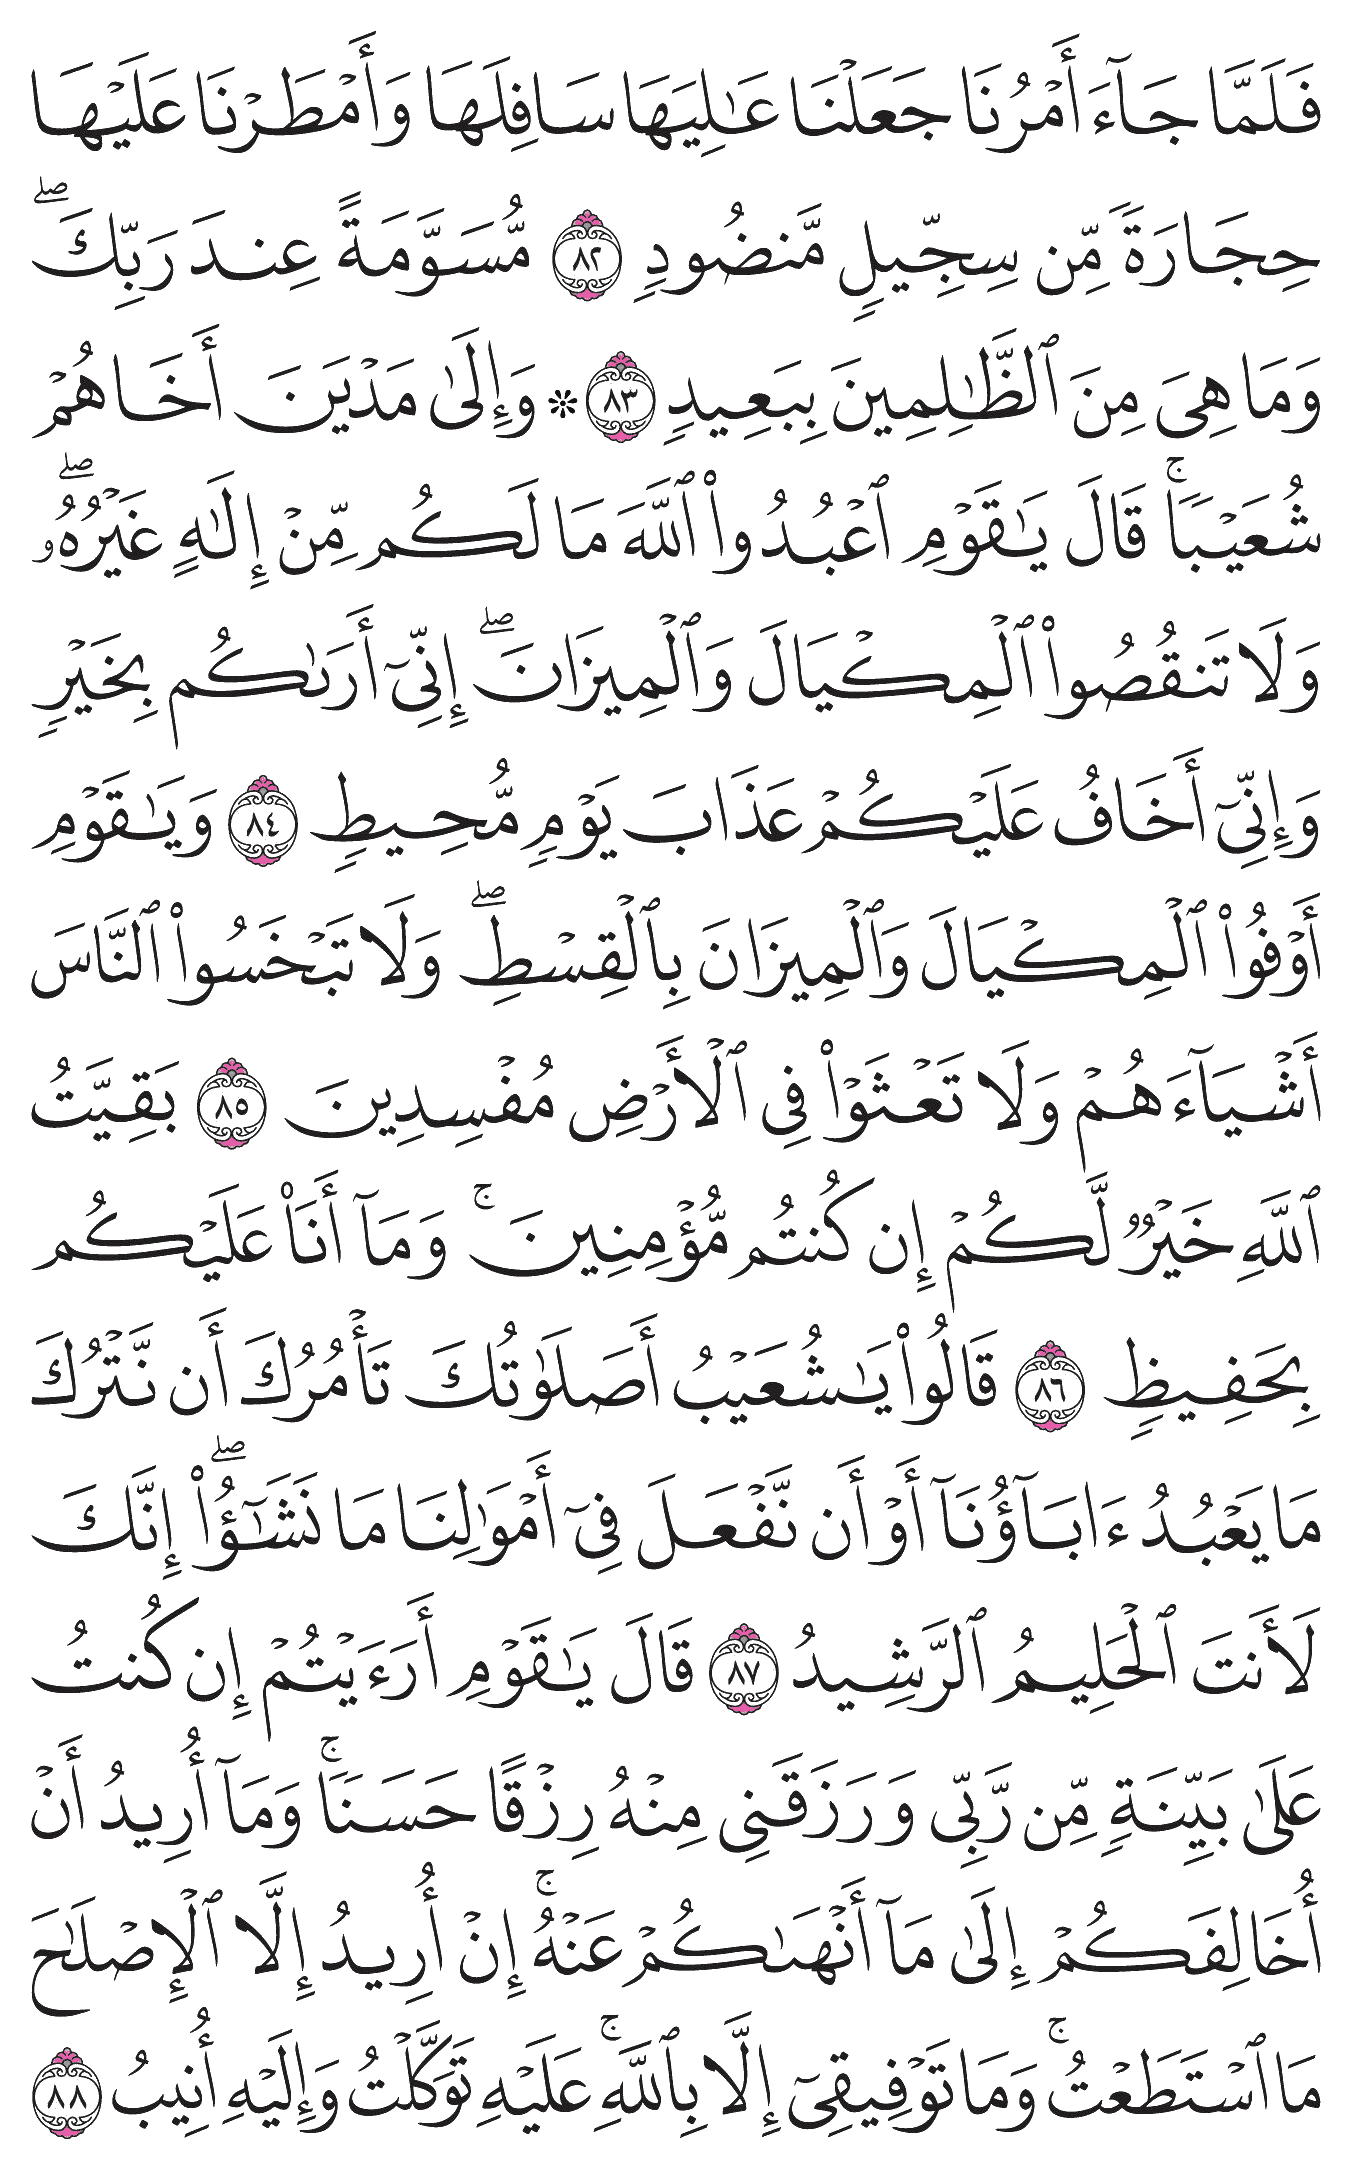 فَلَمَّا جَآءَ أَمۡرُنَا جَعَلۡنَا عَٰلِيَهَا سَافِلَهَا وَأَمۡطَرۡنَا عَلَيۡهَا
حِجَارَةٗ مِّن سِجِّيلٖ مَّنضُودٖ ٨٢ مُّسَوَّمَةً عِندَ رَبِّكَۖ
وَمَا هِيَ مِنَ ٱلظَّٰلِمِينَ بِبَعِيدٖ ٨٣ ۞ وَإِلَىٰ مَدۡيَنَ أَخَاهُمۡ
شُعَيۡبٗاۚ قَالَ يَٰقَوۡمِ ٱعۡبُدُواْ ٱللَّهَ مَا لَكُم مِّنۡ إِلَٰهٍ غَيۡرُهُۥۖ
وَلَا تَنقُصُواْ ٱلۡمِكۡيَالَ وَٱلۡمِيزَانَۖ إِنِّيٓ أَرَىٰكُم بِخَيۡرٖ
وَإِنِّيٓ أَخَافُ عَلَيۡكُمۡ عَذَابَ يَوۡمٖ مُّحِيطٖ ٨٤ وَيَٰقَوۡمِ
أَوۡفُواْ ٱلۡمِكۡيَالَ وَٱلۡمِيزَانَ بِٱلۡقِسۡطِۖ وَلَا تَبۡخَسُواْ ٱلنَّاسَ
أَشۡيَآءَهُمۡ وَلَا تَعۡثَوۡاْ فِي ٱلۡأَرۡضِ مُفۡسِدِينَ ٨٥ بَقِيَّتُ
ٱللَّهِ خَيۡرٞ لَّكُمۡ إِن كُنتُم مُّؤۡمِنِينَۚ وَمَآ أَنَا۠ عَلَيۡكُم
بِحَفِيظٖ ٨٦ قَالُواْ يَٰشُعَيۡبُ أَصَلَوٰتُكَ تَأۡمُرُكَ أَن نَّتۡرُكَ
مَا يَعۡبُدُ ءَابَآؤُنَآ أَوۡ أَن نَّفۡعَلَ فِيٓ أَمۡوَٰلِنَا مَا نَشَٰٓؤُاْۖ إِنَّكَ
لَأَنتَ ٱلۡحَلِيمُ ٱلرَّشِيدُ ٨٧ قَالَ يَٰقَوۡمِ أَرَءَيۡتُمۡ إِن كُنتُ
عَلَىٰ بَيِّنَةٖ مِّن رَّبِّي وَرَزَقَنِي مِنۡهُ رِزۡقًا حَسَنٗاۚ وَمَآ أُرِيدُ أَنۡ
أُخَالِفَكُمۡ إِلَىٰ مَآ أَنۡهَىٰكُمۡ عَنۡهُۚ إِنۡ أُرِيدُ إِلَّا ٱلۡإِصۡلَٰحَ
مَا ٱسۡتَطَعۡتُۚ وَمَا تَوۡفِيقِيٓ إِلَّا بِٱللَّهِۚ عَلَيۡهِ تَوَكَّلۡتُ وَإِلَيۡهِ أُنِيبُ ٨٨